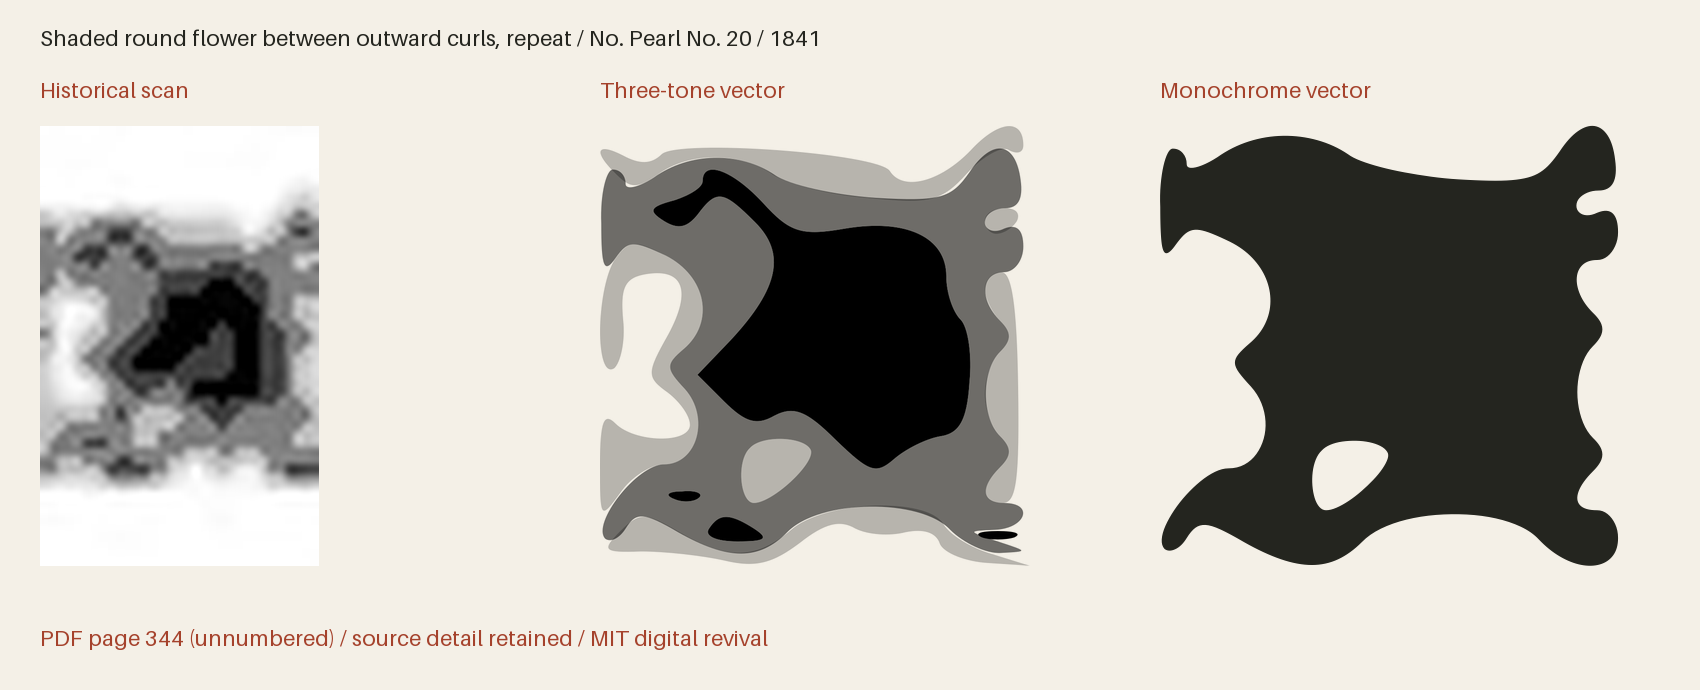 Shaded round flower between outward curls, repeat / No. Pearl No. 20 / 1841
Historical scan
Three-tone vector
Monochrome vector
PDF page 344 (unnumbered) / source detail retained / MIT digital revival